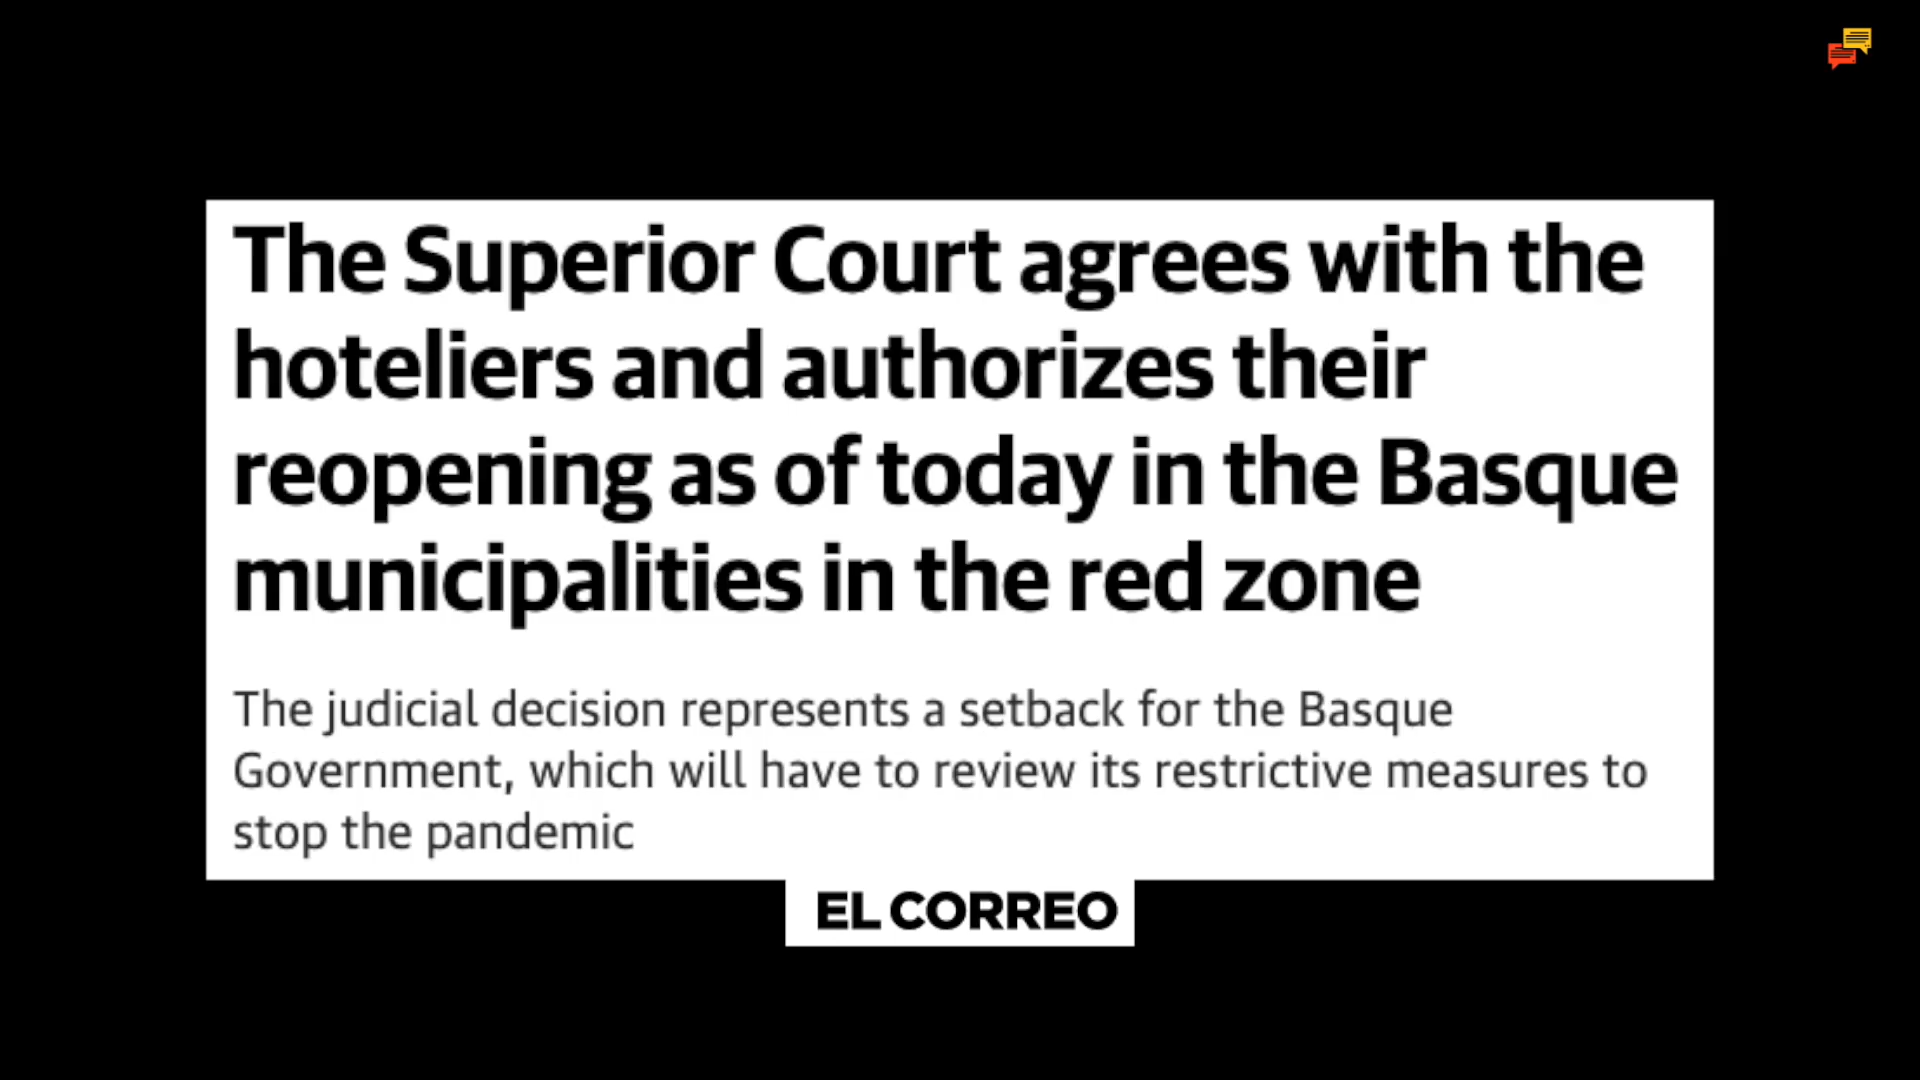 The Superior Court agrees with the
hoteliers and authorizes their
reopening as of today in the Basque
municipalities in the red zone
The judicial decision represents a setback for the Basque
Government, which will have to review its restrictive measures to
stop the pandemic
EL CORREO